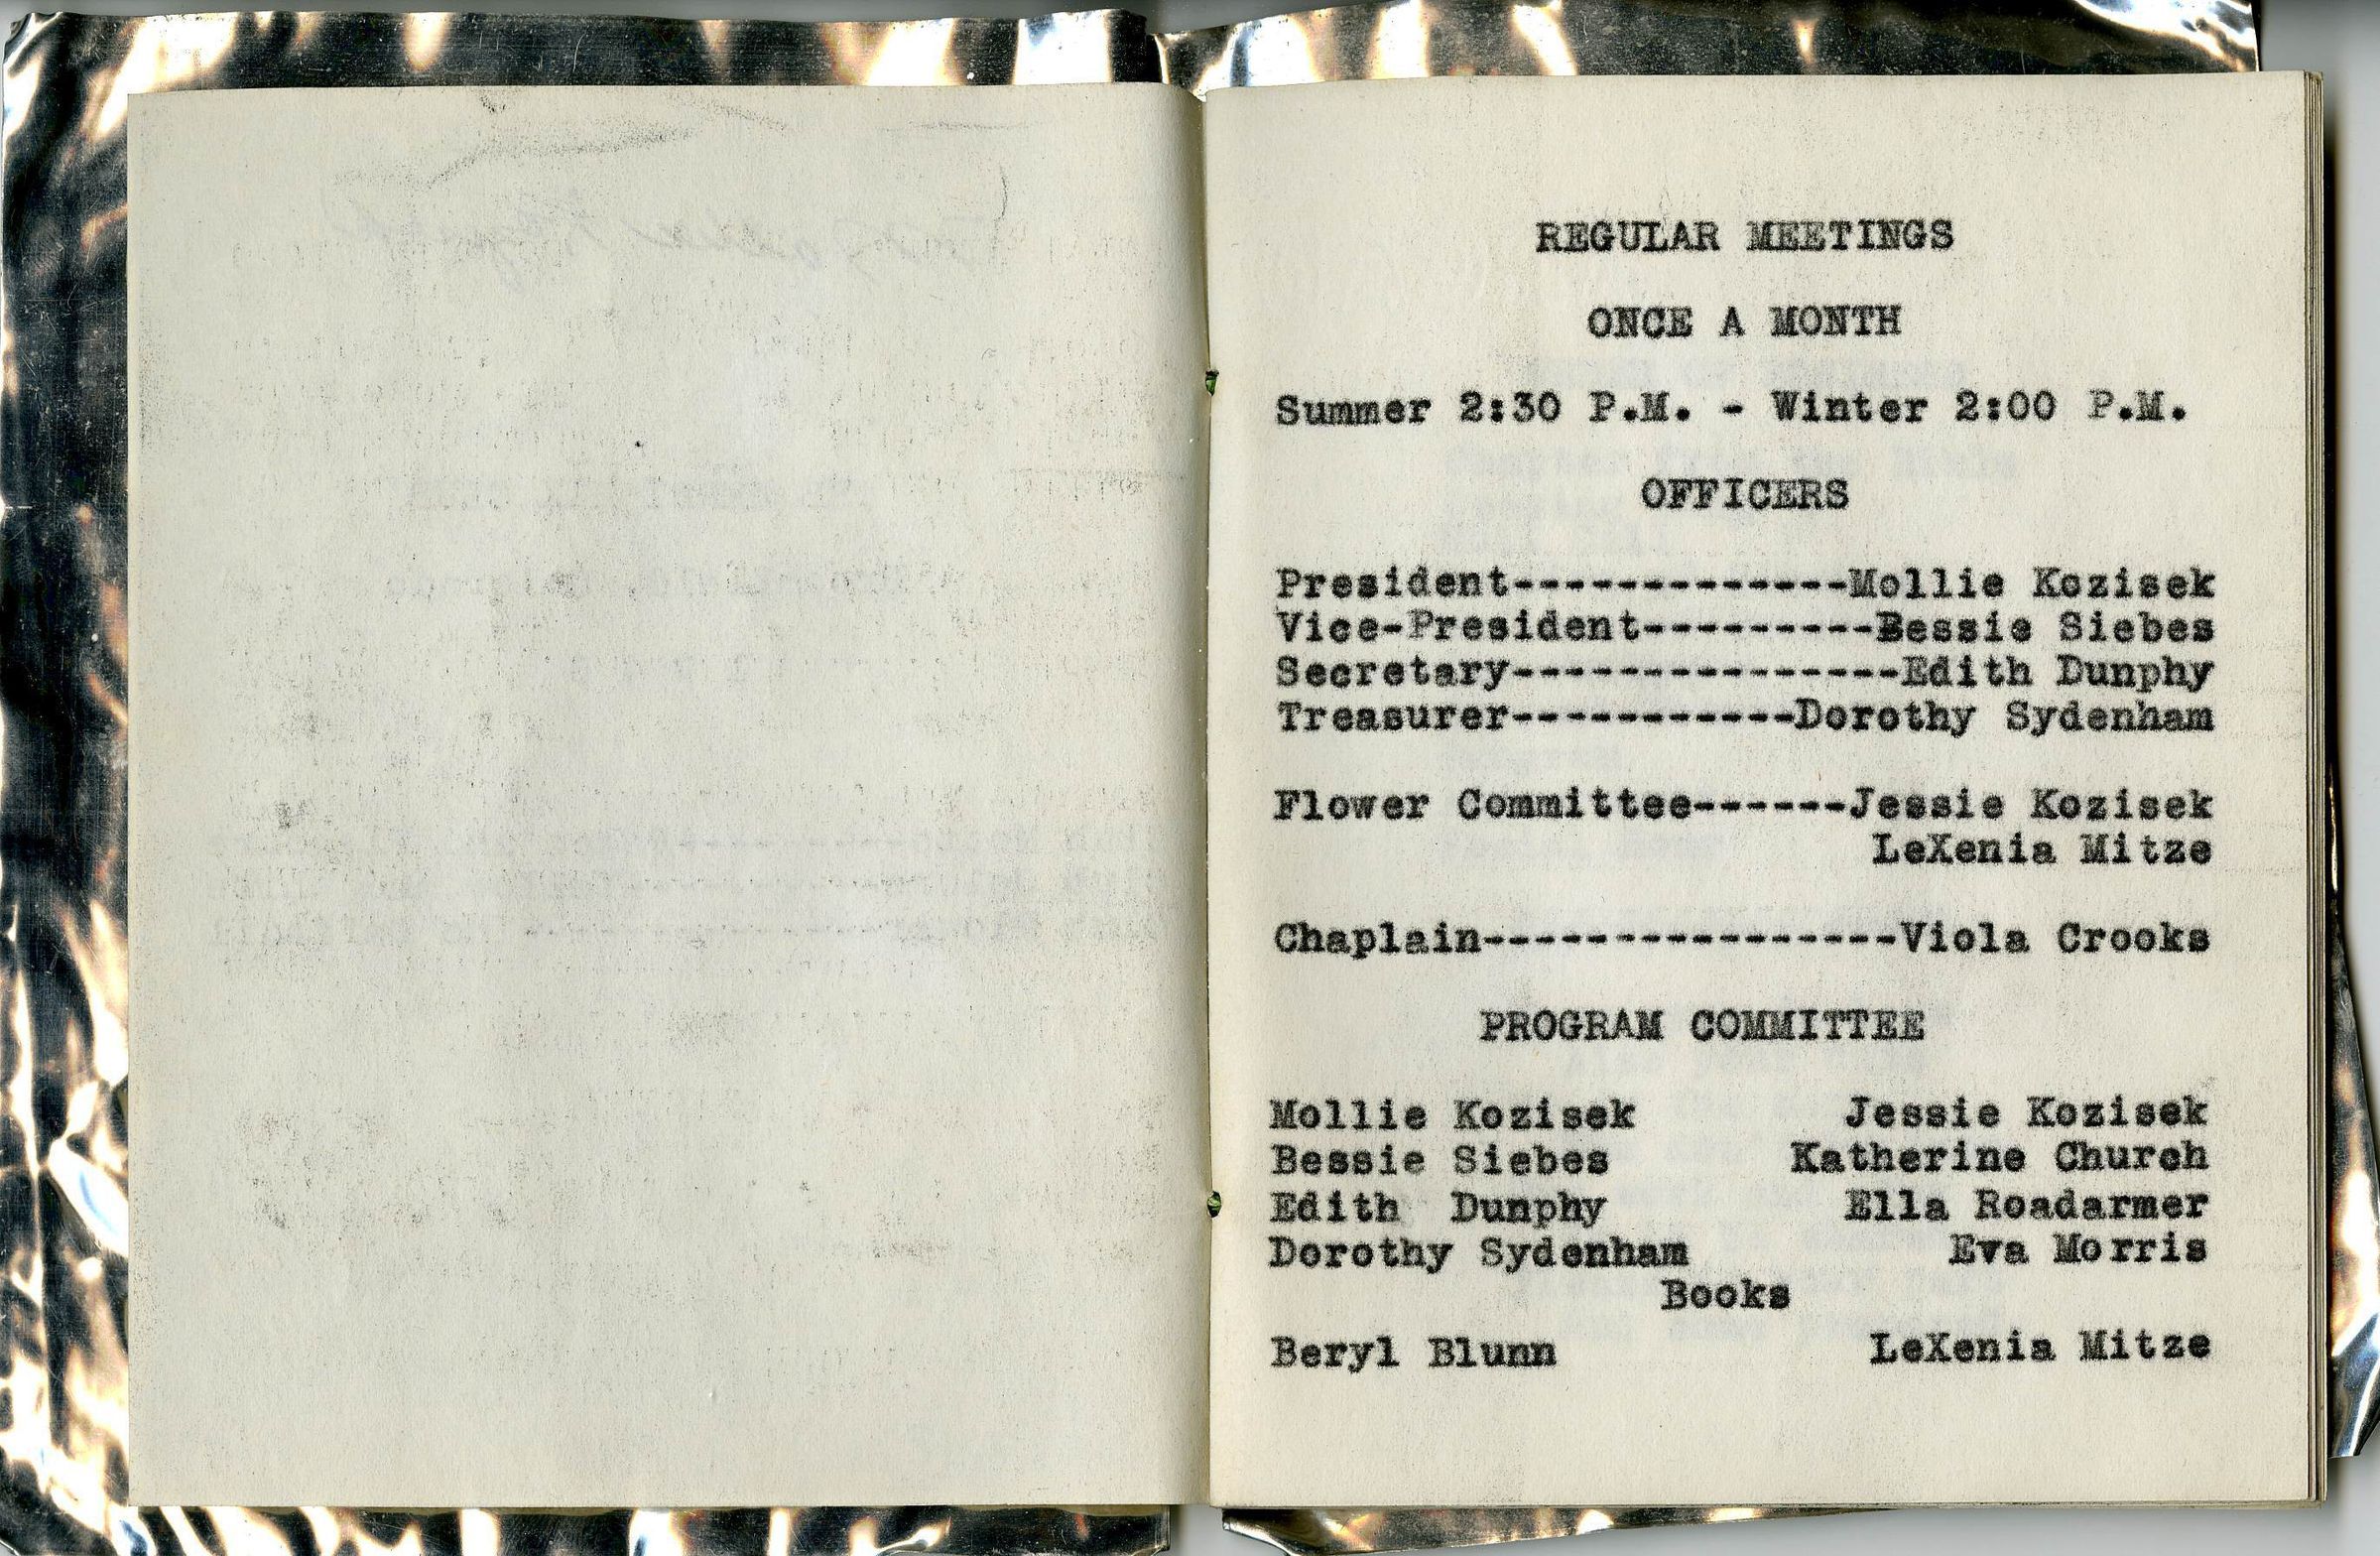 REGULAR MEETINGS
ONCE A MONTH
Summer 2:30 P.M. - Winter 2:00 P.M.
OFFICERS
President-------------Mollie Kozisek
Vice-President---------Bessie Siebes
Secretary---------------Edith Dunphy
Treasurer-----------Dorothy Sydenham
Flower Committee------Jessie Kozisek
LeXenia Mitze
Chaplain----------------Viola Crooks
PROGRAM COMMITTEE
Mollie Kozisek Jessie Kozisek
Bessie Siebes Katherine Church
Edith Dunphy Ella Roadarmer
Dorothy Sydenham Eva Morris
Books
Beryl Blunn LeXenia Mitze